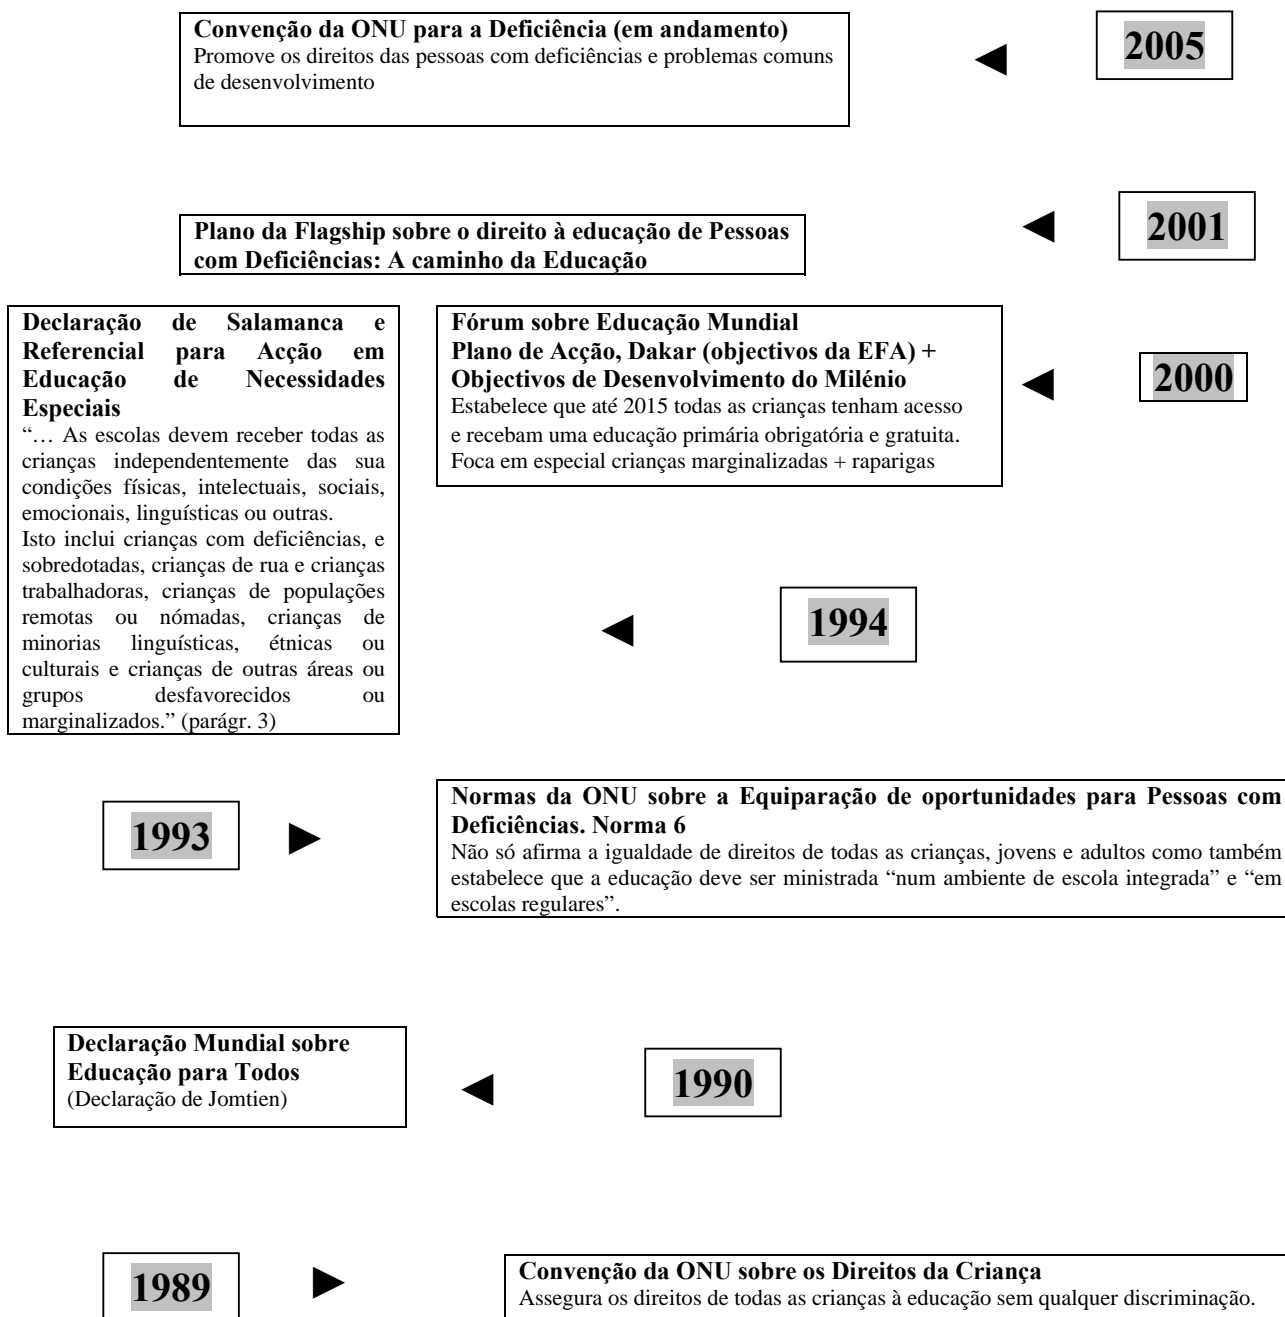 Convenção da ONU para a Deficiência (em andamento)
Promove os direitos das pessoas com deficiências e problemas comuns
de desenvolvimento
2005
Plano da Flagship sobre o direito à educação de Pessoas
com Deficiências: A caminho da Educação
2001
Declaração de Salamanca e
Referencial para Acção em
Educação de Necessidades
Especiais
“… As escolas devem receber todas as
crianças independentemente das sua
condições físicas, intelectuais, sociais,
emocionais, linguísticas ou outras.
Isto inclui crianças com deficiências, e
sobredotadas, crianças de rua e crianças
trabalhadoras, crianças de populações
remotas ou nómadas, crianças de
minorias linguísticas, étnicas ou
culturais e crianças de outras áreas ou
grupos desfavorecidos ou
marginalizados.” (parágr. 3)
Fórum sobre Educação Mundial
Plano de Acção, Dakar (objectivos da EFA) +
Objectivos de Desenvolvimento do Milénio
Estabelece que até 2015 todas as crianças tenham acesso
e recebam uma educação primária obrigatória e gratuita.
Foca em especial crianças marginalizadas + raparigas
2000
1994
1993
Normas da ONU sobre a Equiparação de oportunidades para Pessoas com
Deficiências. Norma 6
Não só afirma a igualdade de direitos de todas as crianças, jovens e adultos como também
estabelece que a educação deve ser ministrada “num ambiente de escola integrada” e “em
escolas regulares”.
Declaração Mundial sobre
Educação para Todos
(Declaração de Jomtien)
1990
1989
Convenção da ONU sobre os Direitos da Criança
Assegura os direitos de todas as crianças à educação sem qualquer discriminação.